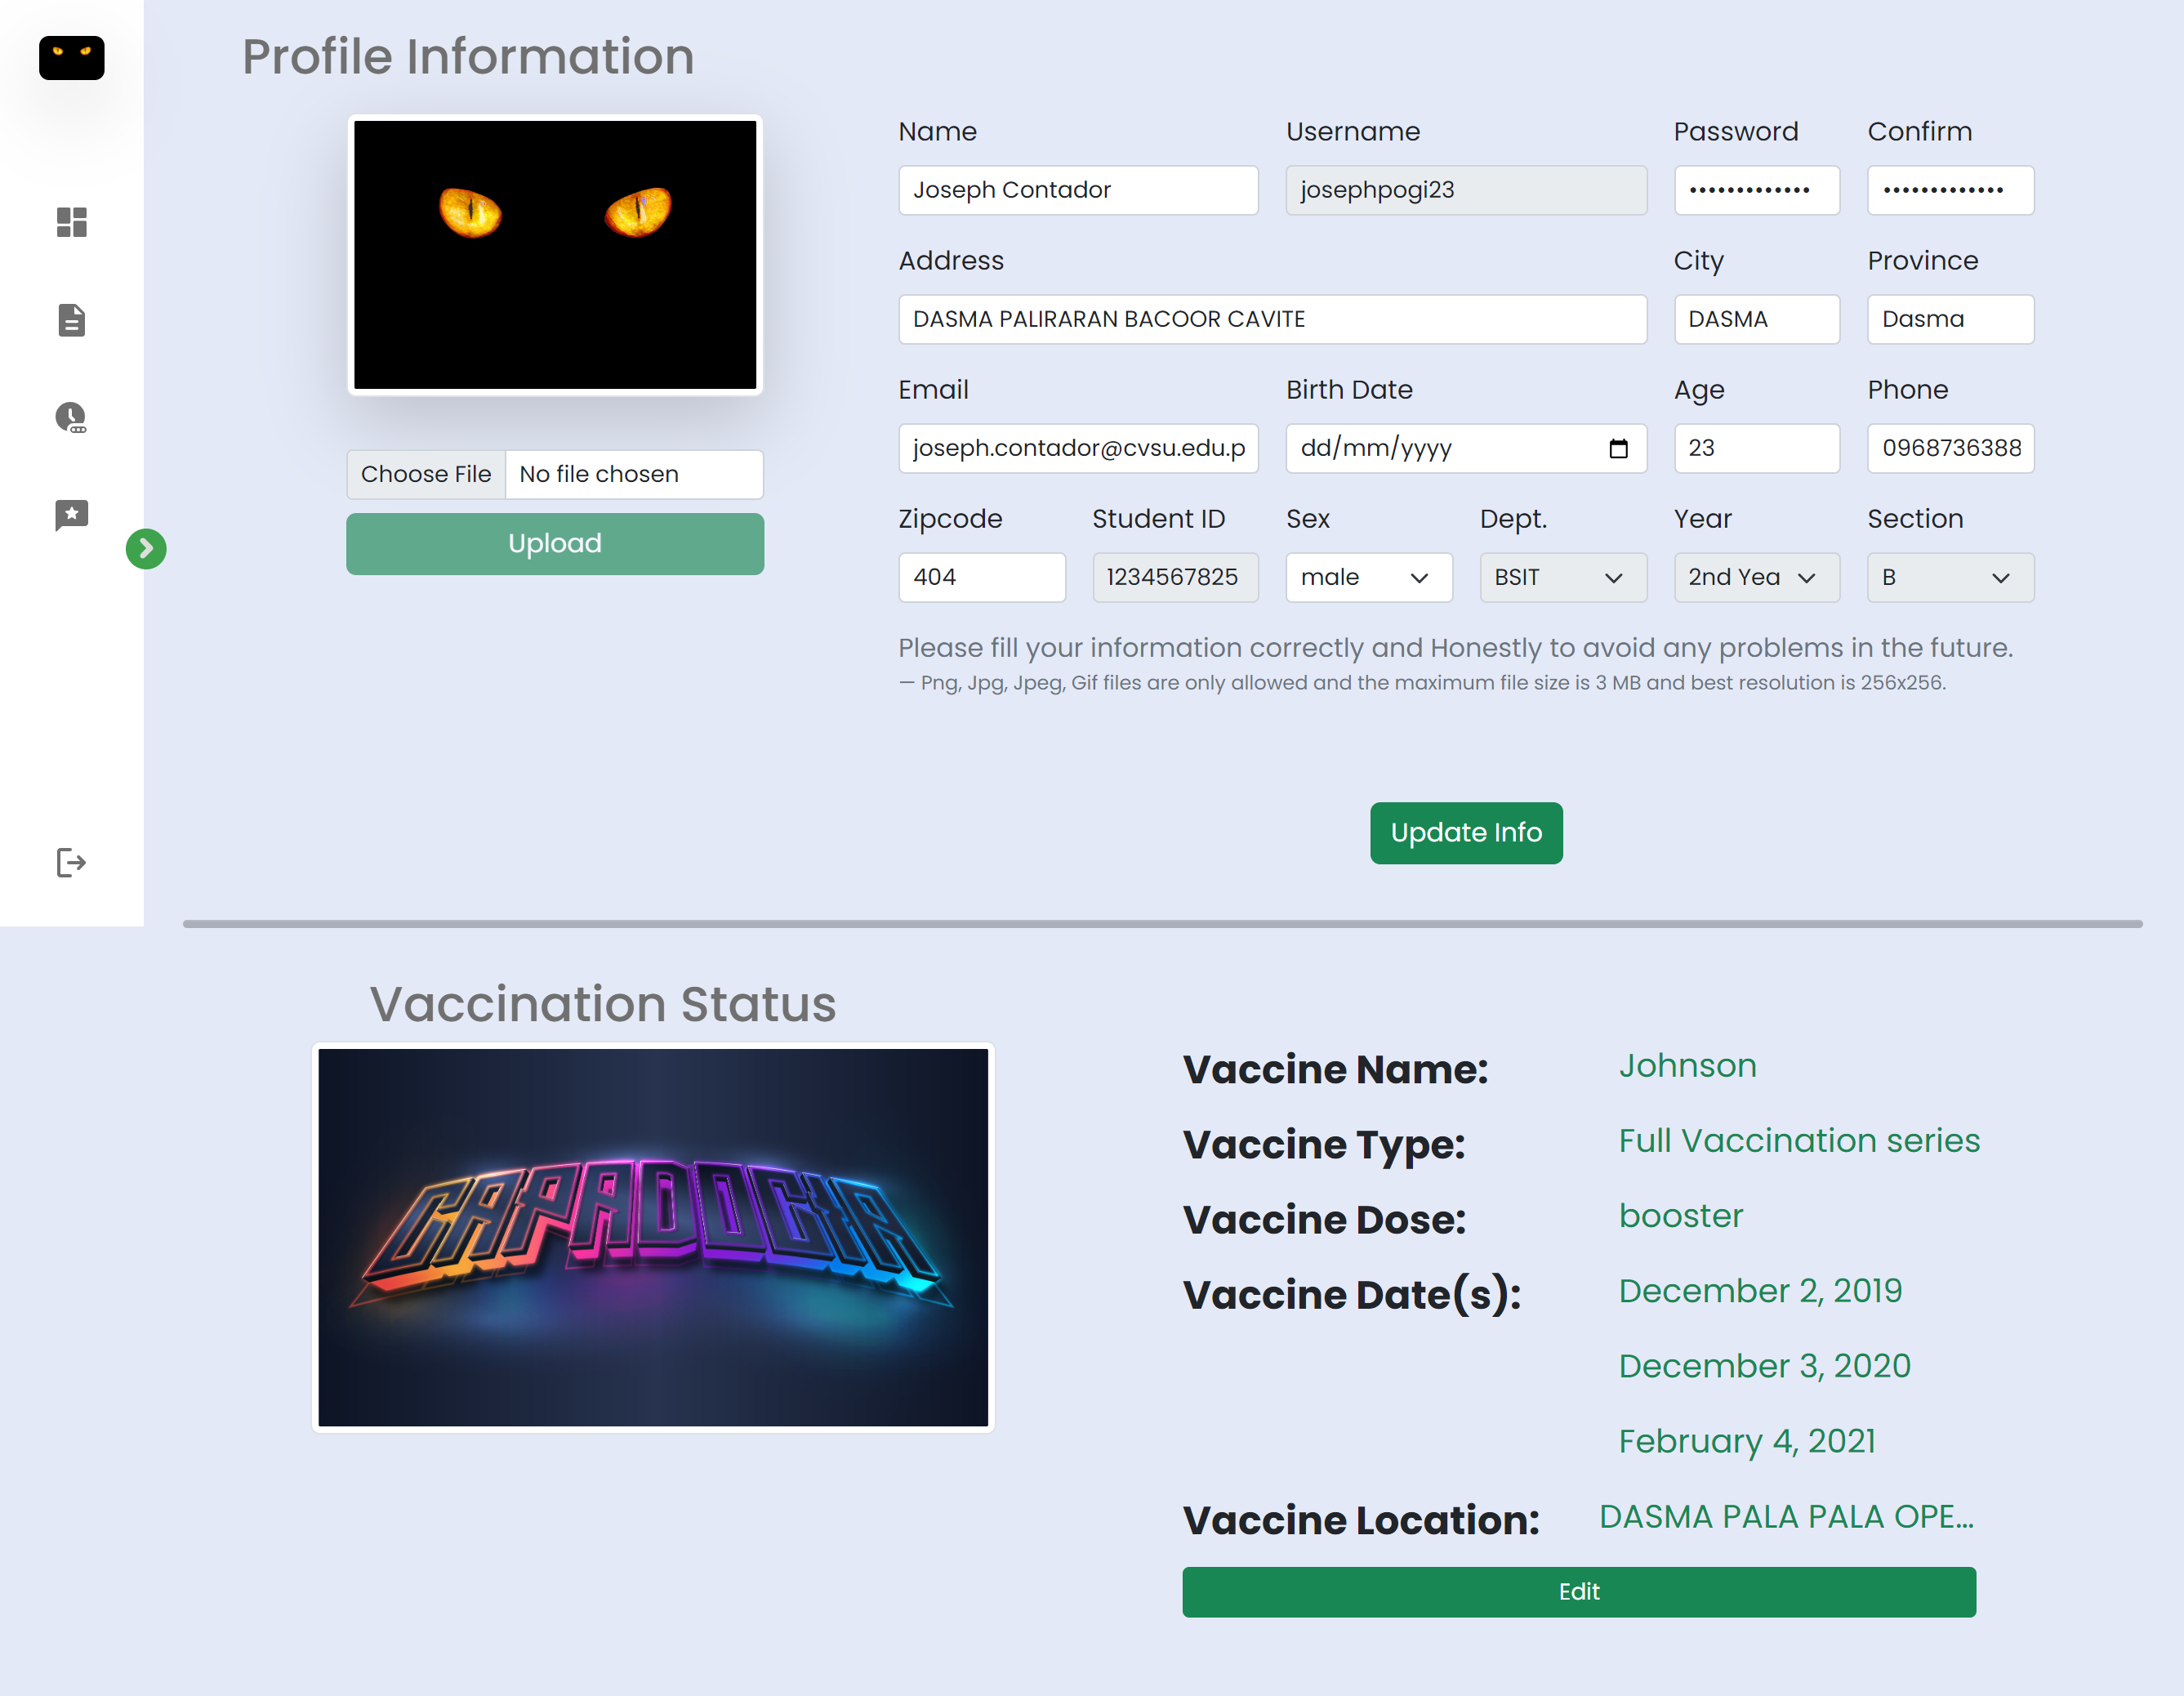 Profile Information
Name Username Password Confirm
Joseph Contador josephpogi23 ••••••••••••• •••••••••••••
Address City Province
DASMA PALIRARAN BACOOR CAVITE DASMA Dasma
Email Birth Date Age Phone
joseph.contador@cvsu.edu.p dd/mm/yyyy 23 0968736388
Choose File No file chosen
Upload
Zipcode Student ID Sex Dept. Year Section
404 1234567825 male BSIT 2nd Yea B
Please fill your information correctly and Honestly to avoid any problems in the future.
— Png, Jpg, Jpeg, Gif files are only allowed and the maximum file size is 3 MB and best resolution is 256x256.
Update Info
Vaccination Status
CAPADOCIA
Vaccine Name: Johnson
Vaccine Type: Full Vaccination series
Vaccine Dose: booster
Vaccine Date(s): December 2, 2019
December 3, 2020
February 4, 2021
Vaccine Location: DASMA PALA PALA OPE...
Edit